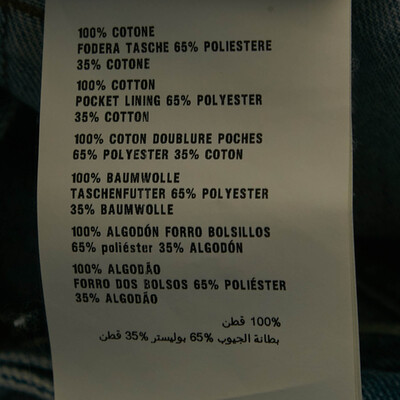 100% COTONE
FODERA TASCHE 65% POLIESTERE
35% COTONE
100% COTTON
POCKET LINING 65% POLYESTER
35% COTTON
100% COTON DOUBLURE POCHES
65% POLYESTER 35% COTON
100% BAUMWOLLE
TASCHENFUTTER 65% POLYESTER
35% BAUMWOLLE
100% ALGODÓN FORRO BOLSILLOS
65% poliéster 35% ALGODÓN
100% ALGODÃO
FORRO DOS BOLSOS 65% POLIÉSTER
35% ALGODÃO
100% قطن
بطانة الجيوب 65% بوليستر 35% قطن